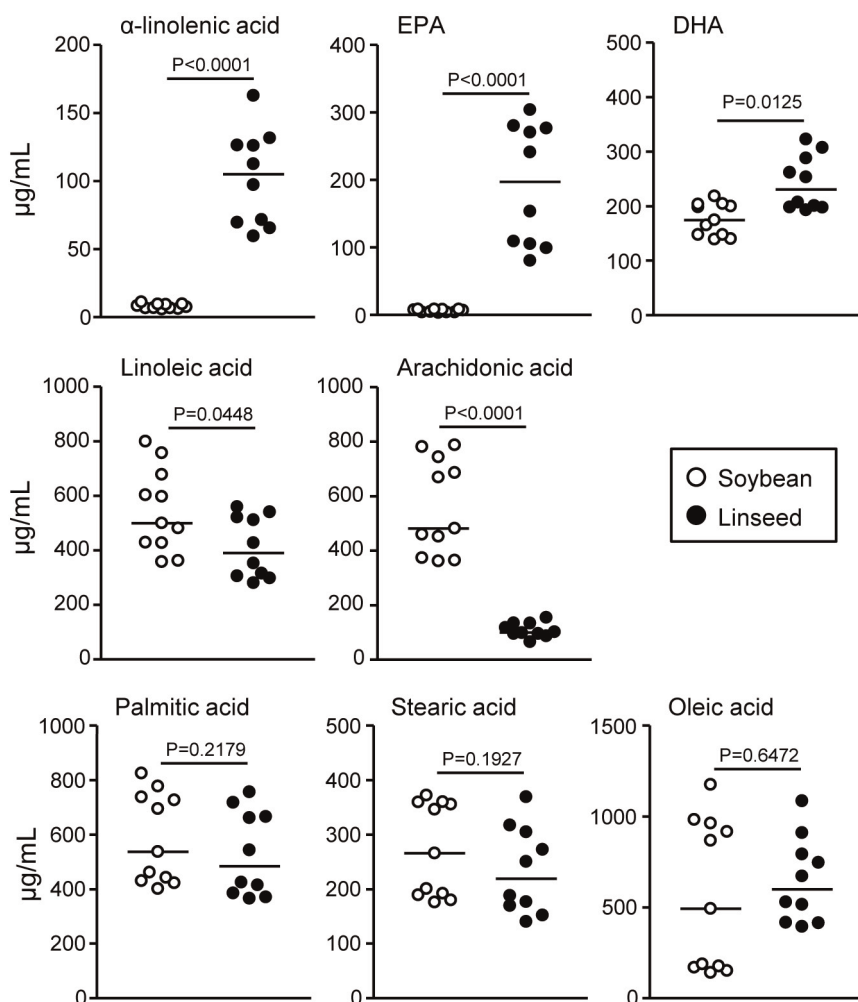 α-linolenic acid
EPA
DHA
μg/mL
200
150
100
50
0
P<0.0001
400
300
200
100
0
P<0.0001
500
400
300
200
100
0
P=0.0125
Linoleic acid
Arachidonic acid
μg/mL
1000
800
600
400
200
0
P=0.0448
1000
800
600
400
200
0
P<0.0001
Soybean
Linseed
Palmitic acid
Stearic acid
Oleic acid
μg/mL
1000
800
600
400
200
0
P=0.2179
500
400
300
200
100
0
P=0.1927
1500
1000
500
0
P=0.6472